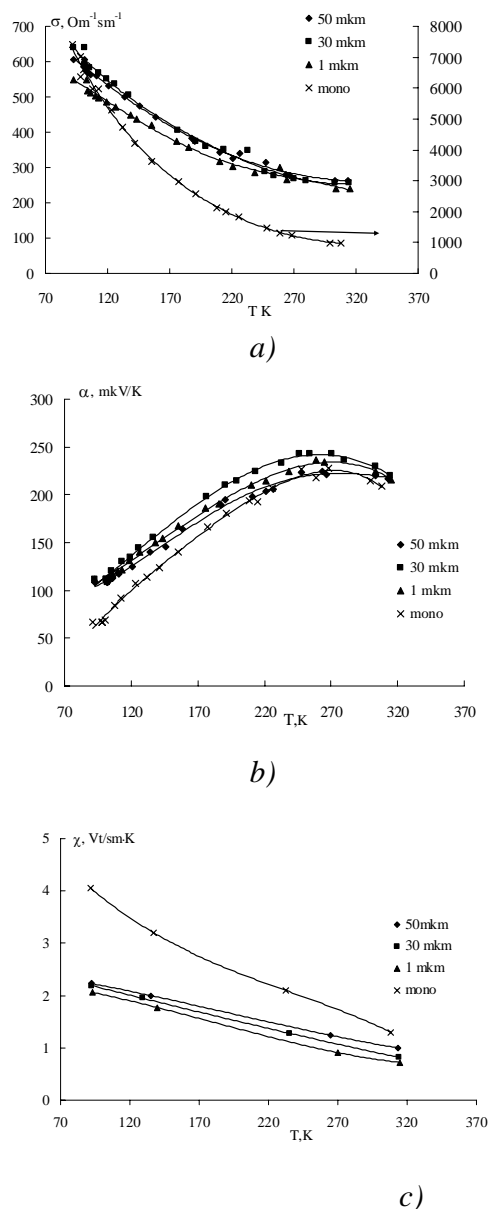 σ, Om⁻¹sm⁻¹
50 mkm
30 mkm
1 mkm
mono
700
600
500
400
300
200
100
0
8000
7000
6000
5000
4000
3000
2000
1000
0
70 120 170 220 270 320 370
T K
a)
α, mkV/K
300
250
200
150
100
50
0
50 mkm
30 mkm
1 mkm
mono
70 120 170 220 270 320 370
T,K
b)
χ, Vt/sm·K
5
4
3
2
1
0
50mkm
30 mkm
1 mkm
mono
70 120 170 220 270 320 370
T,K
c)